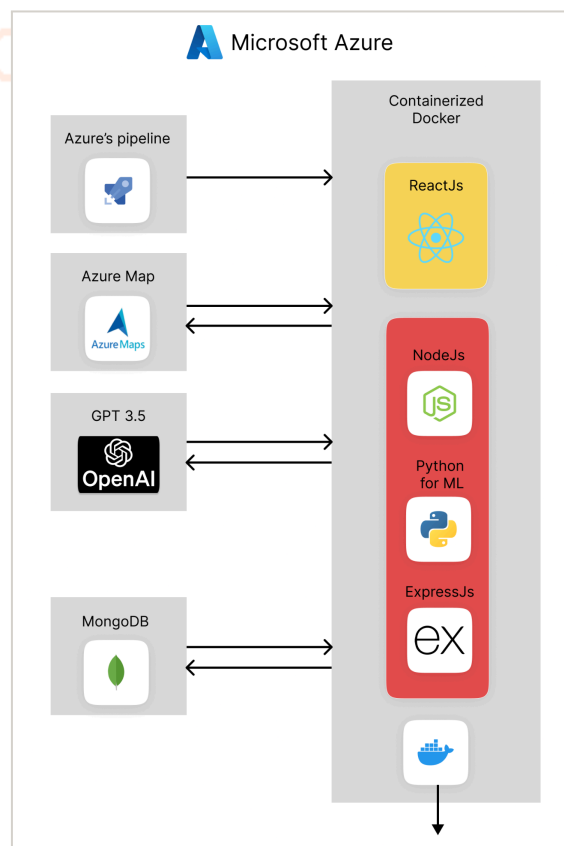 Microsoft Azure
Containerized
Docker
Azure's pipeline
ReactJs
Azure Map
Azure Maps
NodeJs
JS
GPT 3.5
OpenAI
Python
for ML
ExpressJs
ex
MongoDB